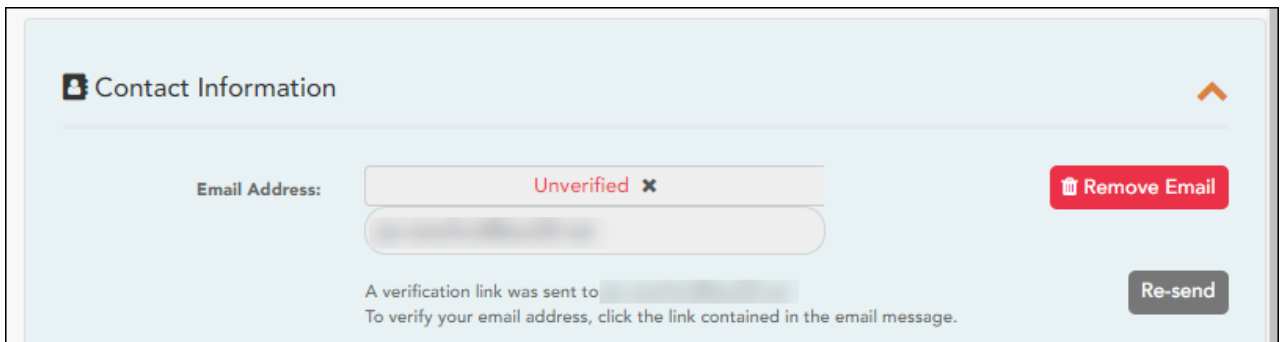 Contact Information
Email Address:
Unverified ✖
Remove Email
A verification link was sent to
Re-send
To verify your email address, click the link contained in the email message.